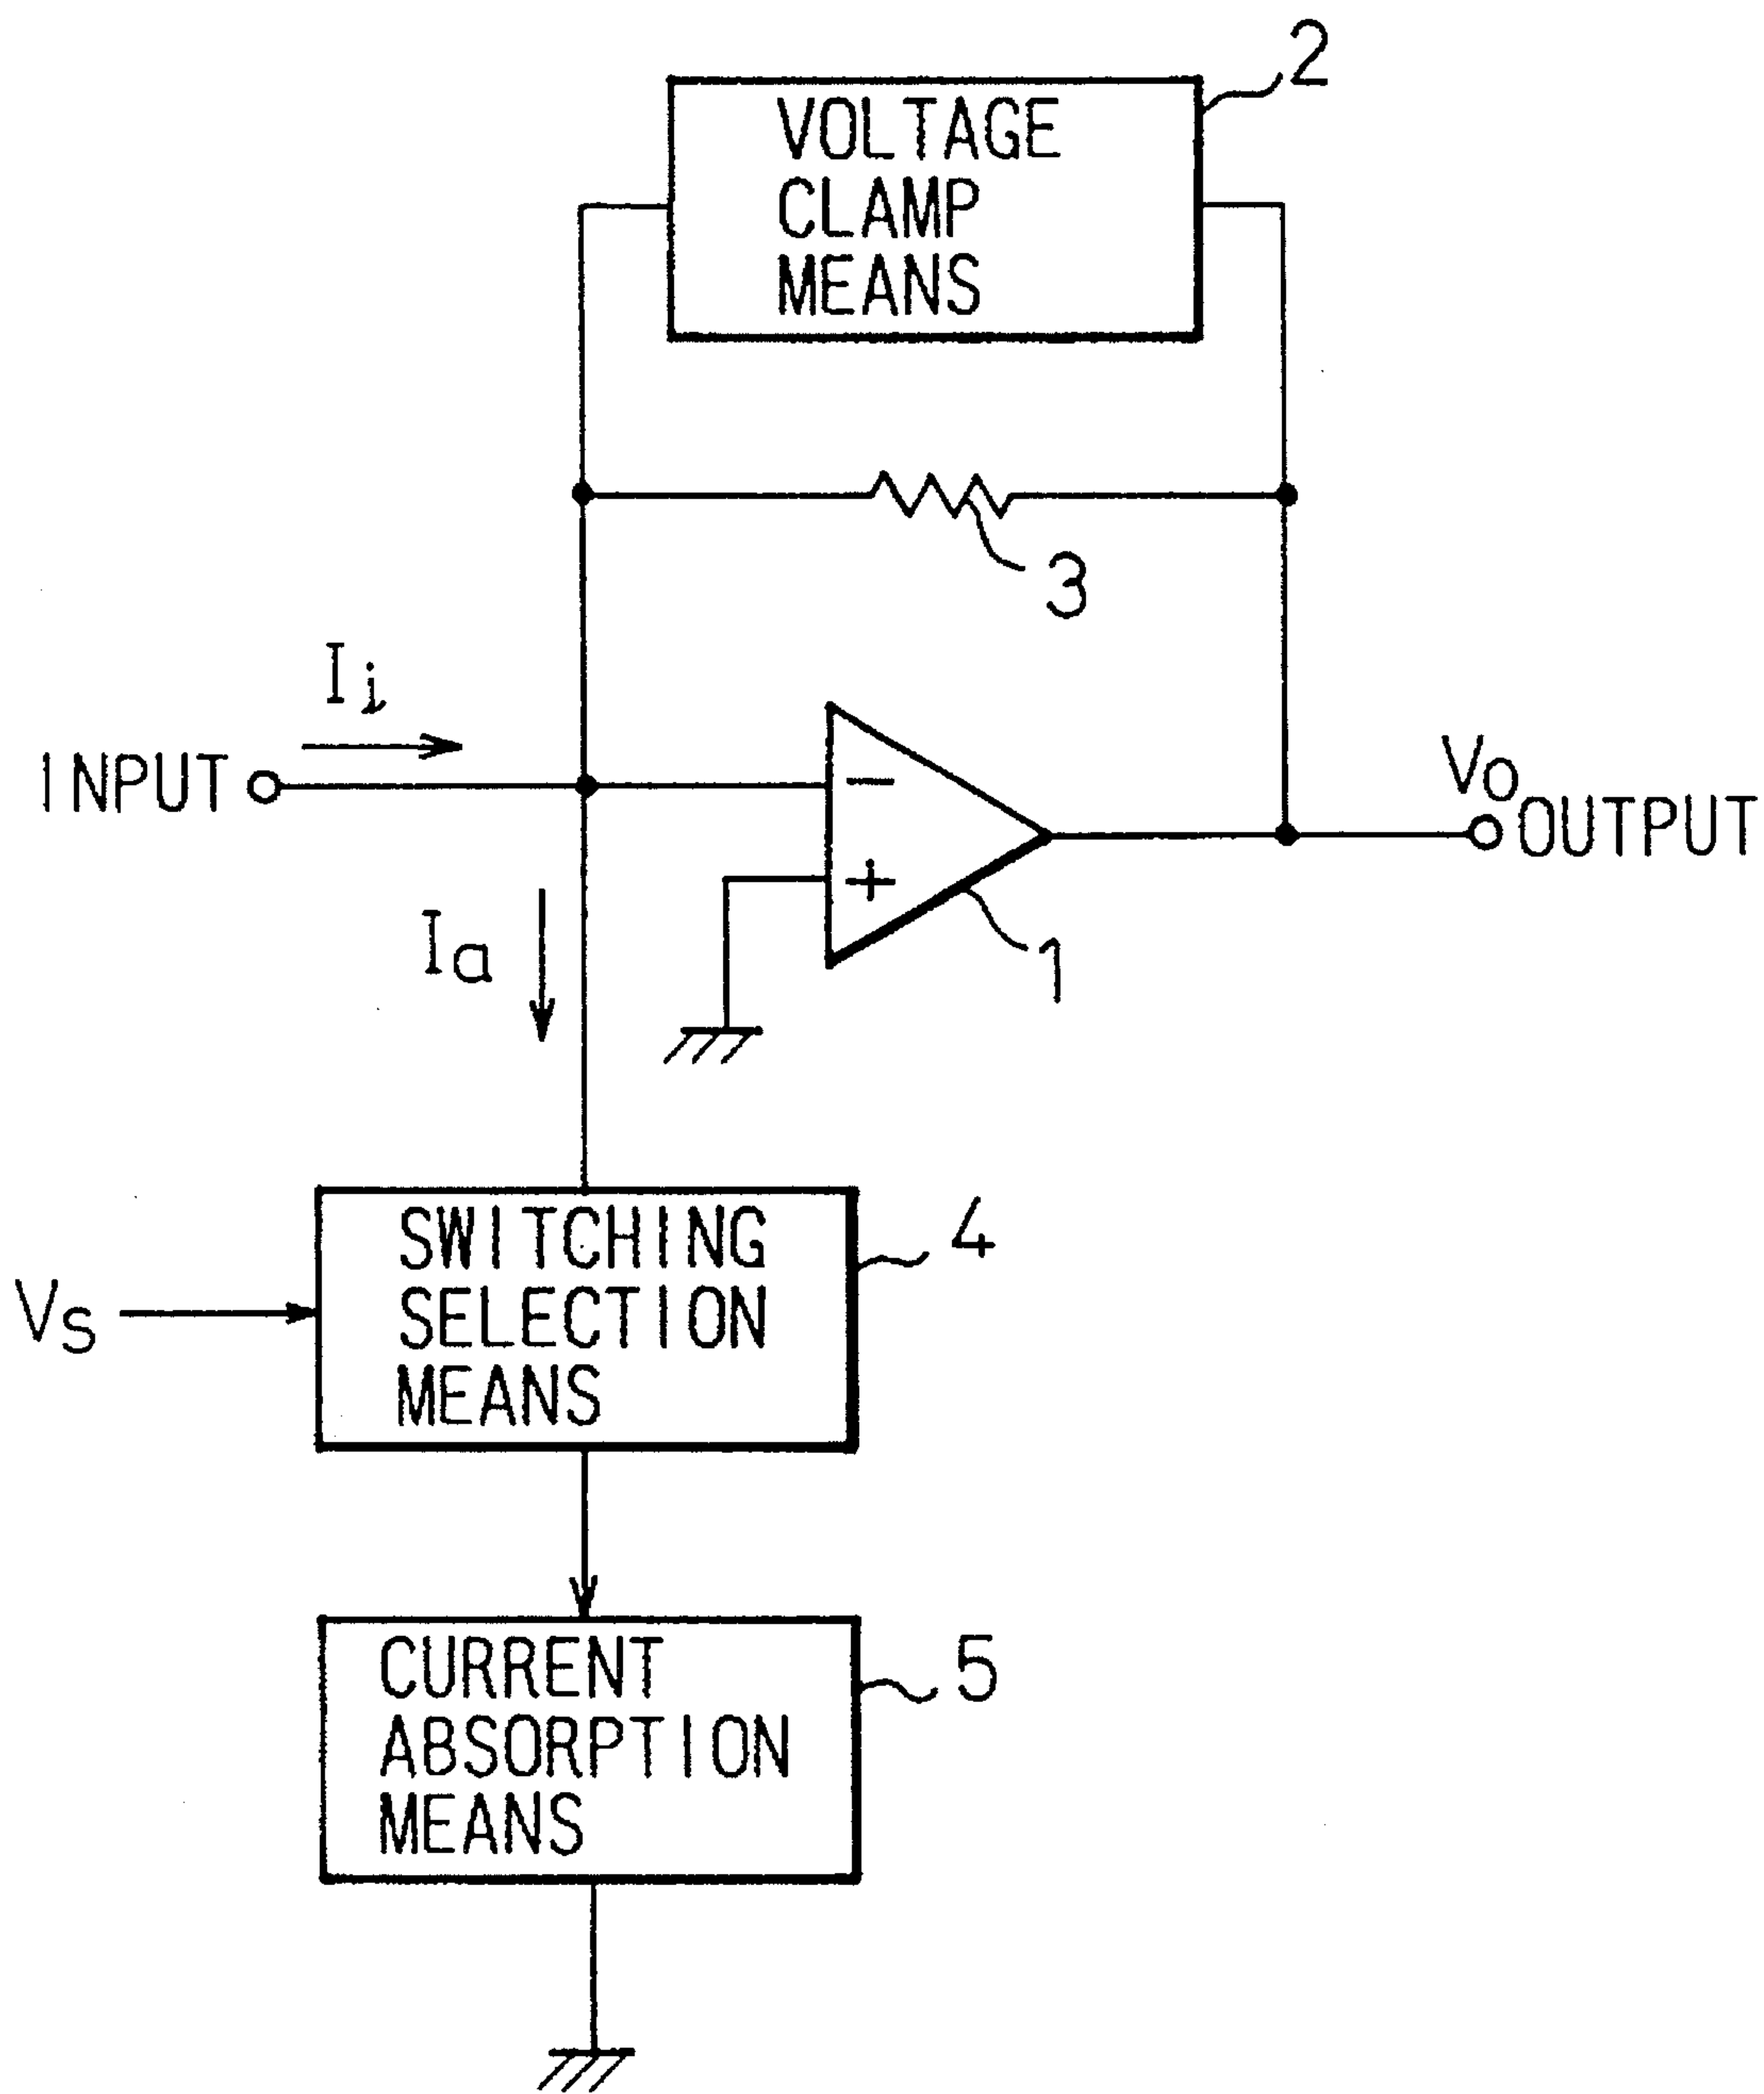 2
VOLTAGE
CLAMP
MEANS
3
Ii
INPUT
−
+
Vo
OUTPUT
1
Ia
SWITCHING
SELECTION
MEANS
4
Vs
CURRENT
ABSORPTION
MEANS
5